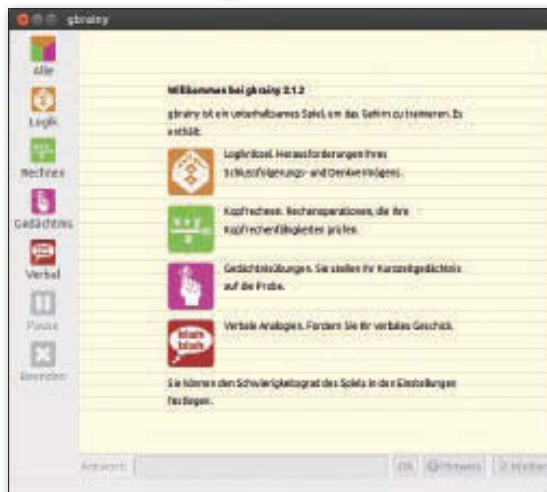 gbrainy
Alle
Logik
Rechnen
Gedächtnis
Verbal
Pause
Beenden
Willkommen bei gbrainy 2.1.2
gbrainy ist ein unterhaltsames Spiel, um das Gehirn zu trainieren. Es
enthält:
Logikrätsel. Herausforderungen Ihres
Schlussfolgerungs- und Denkvermögens.
x+y
z
Kopfrechnen. Rechenoperationen, die Ihre
Kopfrechenfähigkeiten prüfen.
Gedächtnisübungen. Sie stellen Ihr Kurzzeitgedächtnis
auf die Probe.
blah
blah
Verbale Analogien. Fordern Sie Ihr verbales Geschick.
Sie können den Schwierigkeitsgrad des Spiels in den Einstellungen
festlegen.
Antwort: OK Hinweis